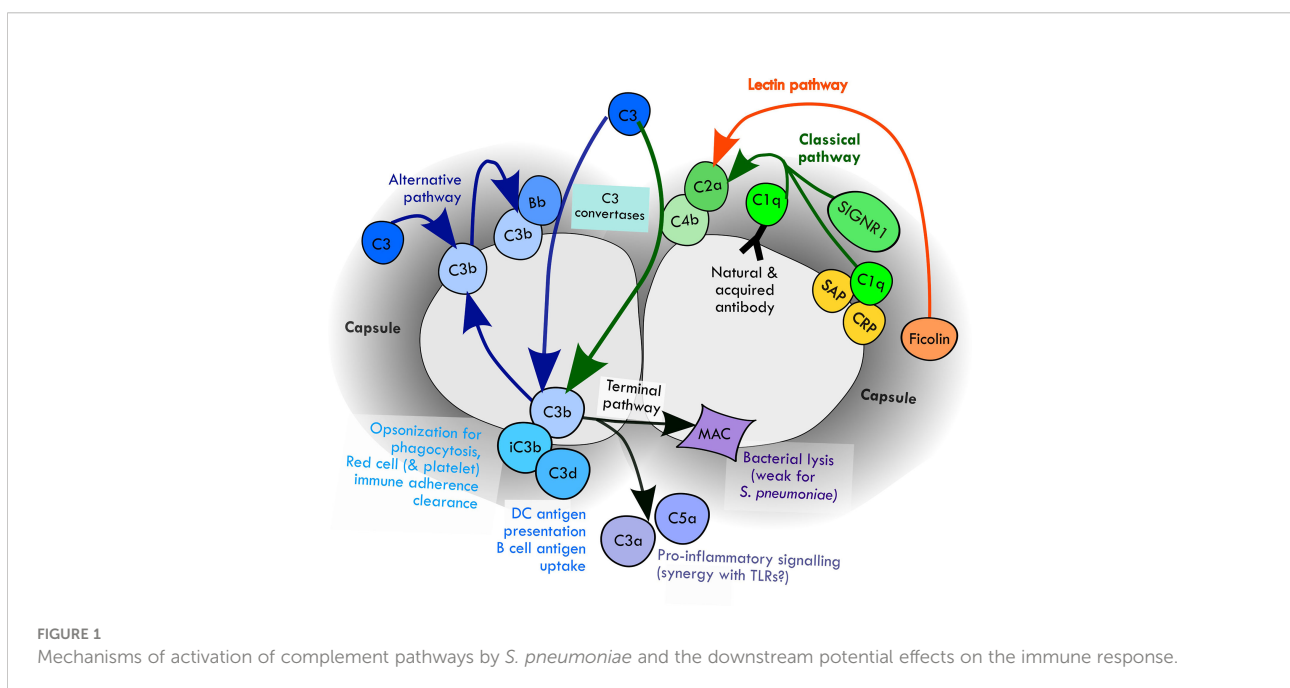 Lectin pathway
C3
Classical
pathway
Alternative
pathway
Bb
C3
convertases
C2a
C1q
SIGNR1
C3b
C4b
C3
C3b
Natural &
acquired
antibody
C1q
SAP
CRP
Capsule
Ficolin
Terminal
pathway
Capsule
C3b
MAC
Opsonization for
phagocytosis,
Red cell (& platelet)
immune adherence
clearance
iC3b
C3d
Bacterial lysis
(weak for
S. pneumoniae)
DC antigen
presentation
B cell antigen
uptake
C5a
C3a
Pro-inflammatory signalling
(synergy with TLRs?)
FIGURE 1
Mechanisms of activation of complement pathways by S. pneumoniae and the downstream potential effects on the immune response.